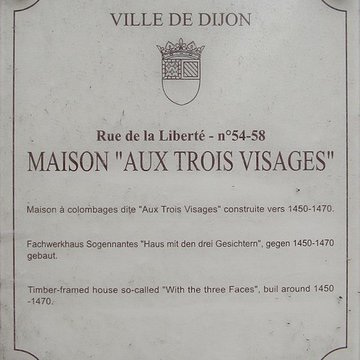 VILLE DE DIJON
Rue de la Liberté - n°54-58
MAISON "AUX TROIS VISAGES"
Maison à colombages dite "Aux Trois Visages" construite vers 1450-1470.
Fachwerkhaus Sogennantes "Haus mit den drei Gesichtern", gegen 1450-1470
gebaut.
Timber-framed house so-called "With the three Faces", buil around 1450
-1470.